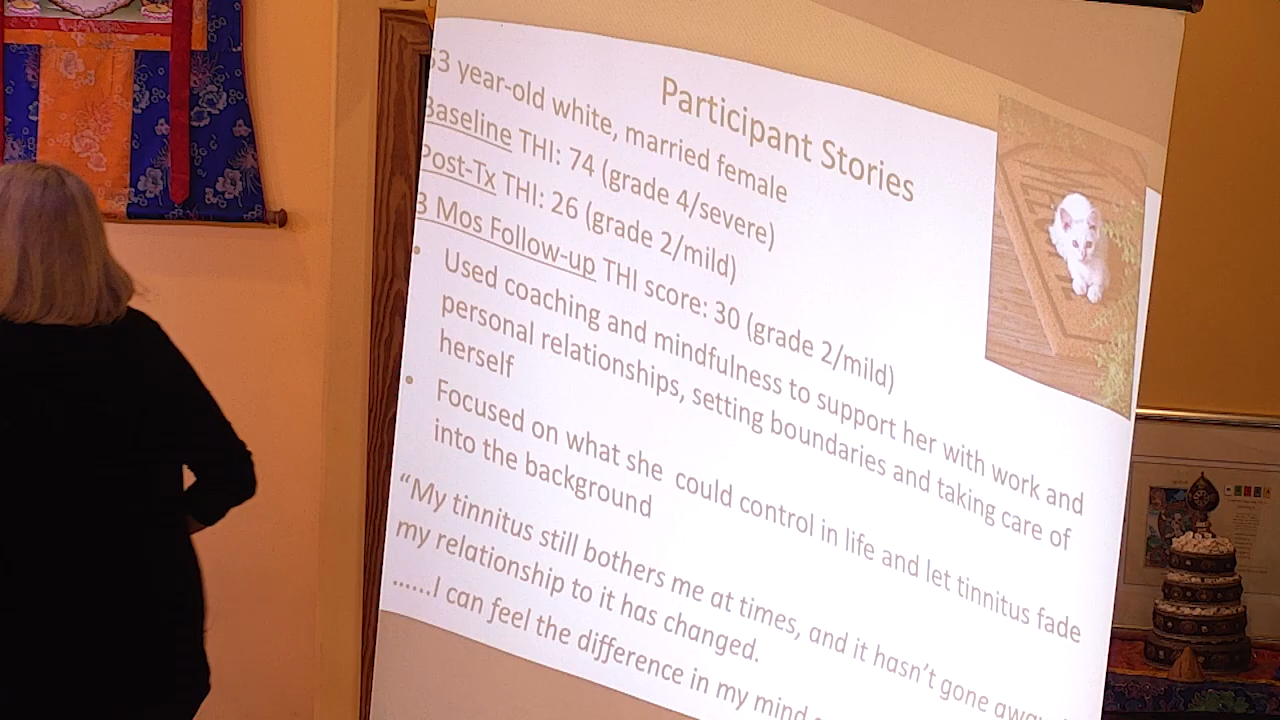 Participant Stories
53 year-old white, married female
Baseline THI: 74 (grade 4/severe)
Post-Tx THI: 26 (grade 2/mild)
3 Mos Follow-up THI score: 30 (grade 2/mild)
• Used coaching and mindfulness to support her with work and
personal relationships, setting boundaries and taking care of
herself
• Focused on what she could control in life and let tinnitus fade
into the background
“My tinnitus still bothers me at times, and it hasn’t gone away
my relationship to it has changed.
……I can feel the difference in my mind